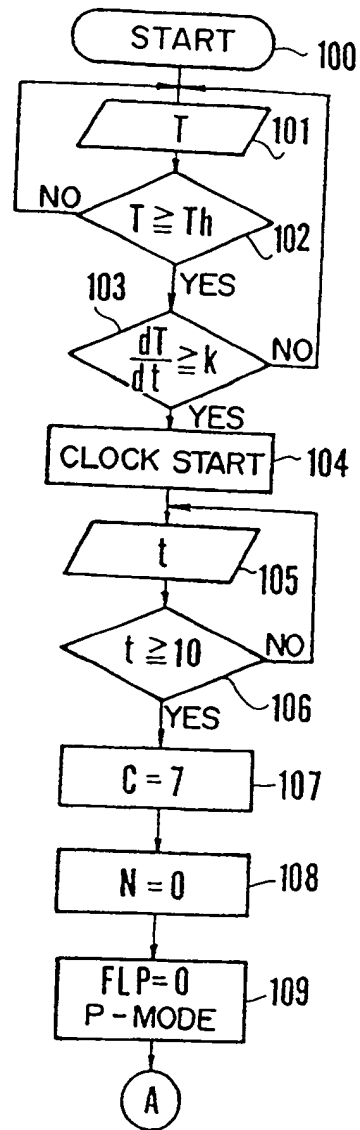 START
100
T
101
NO
T ≧ Th
102
103
YES
dT
dt
≧ k
NO
YES
CLOCK START
104
t
105
t ≧ 10
NO
106
YES
C = 7
107
N = 0
108
FLP=0
P-MODE
109
A